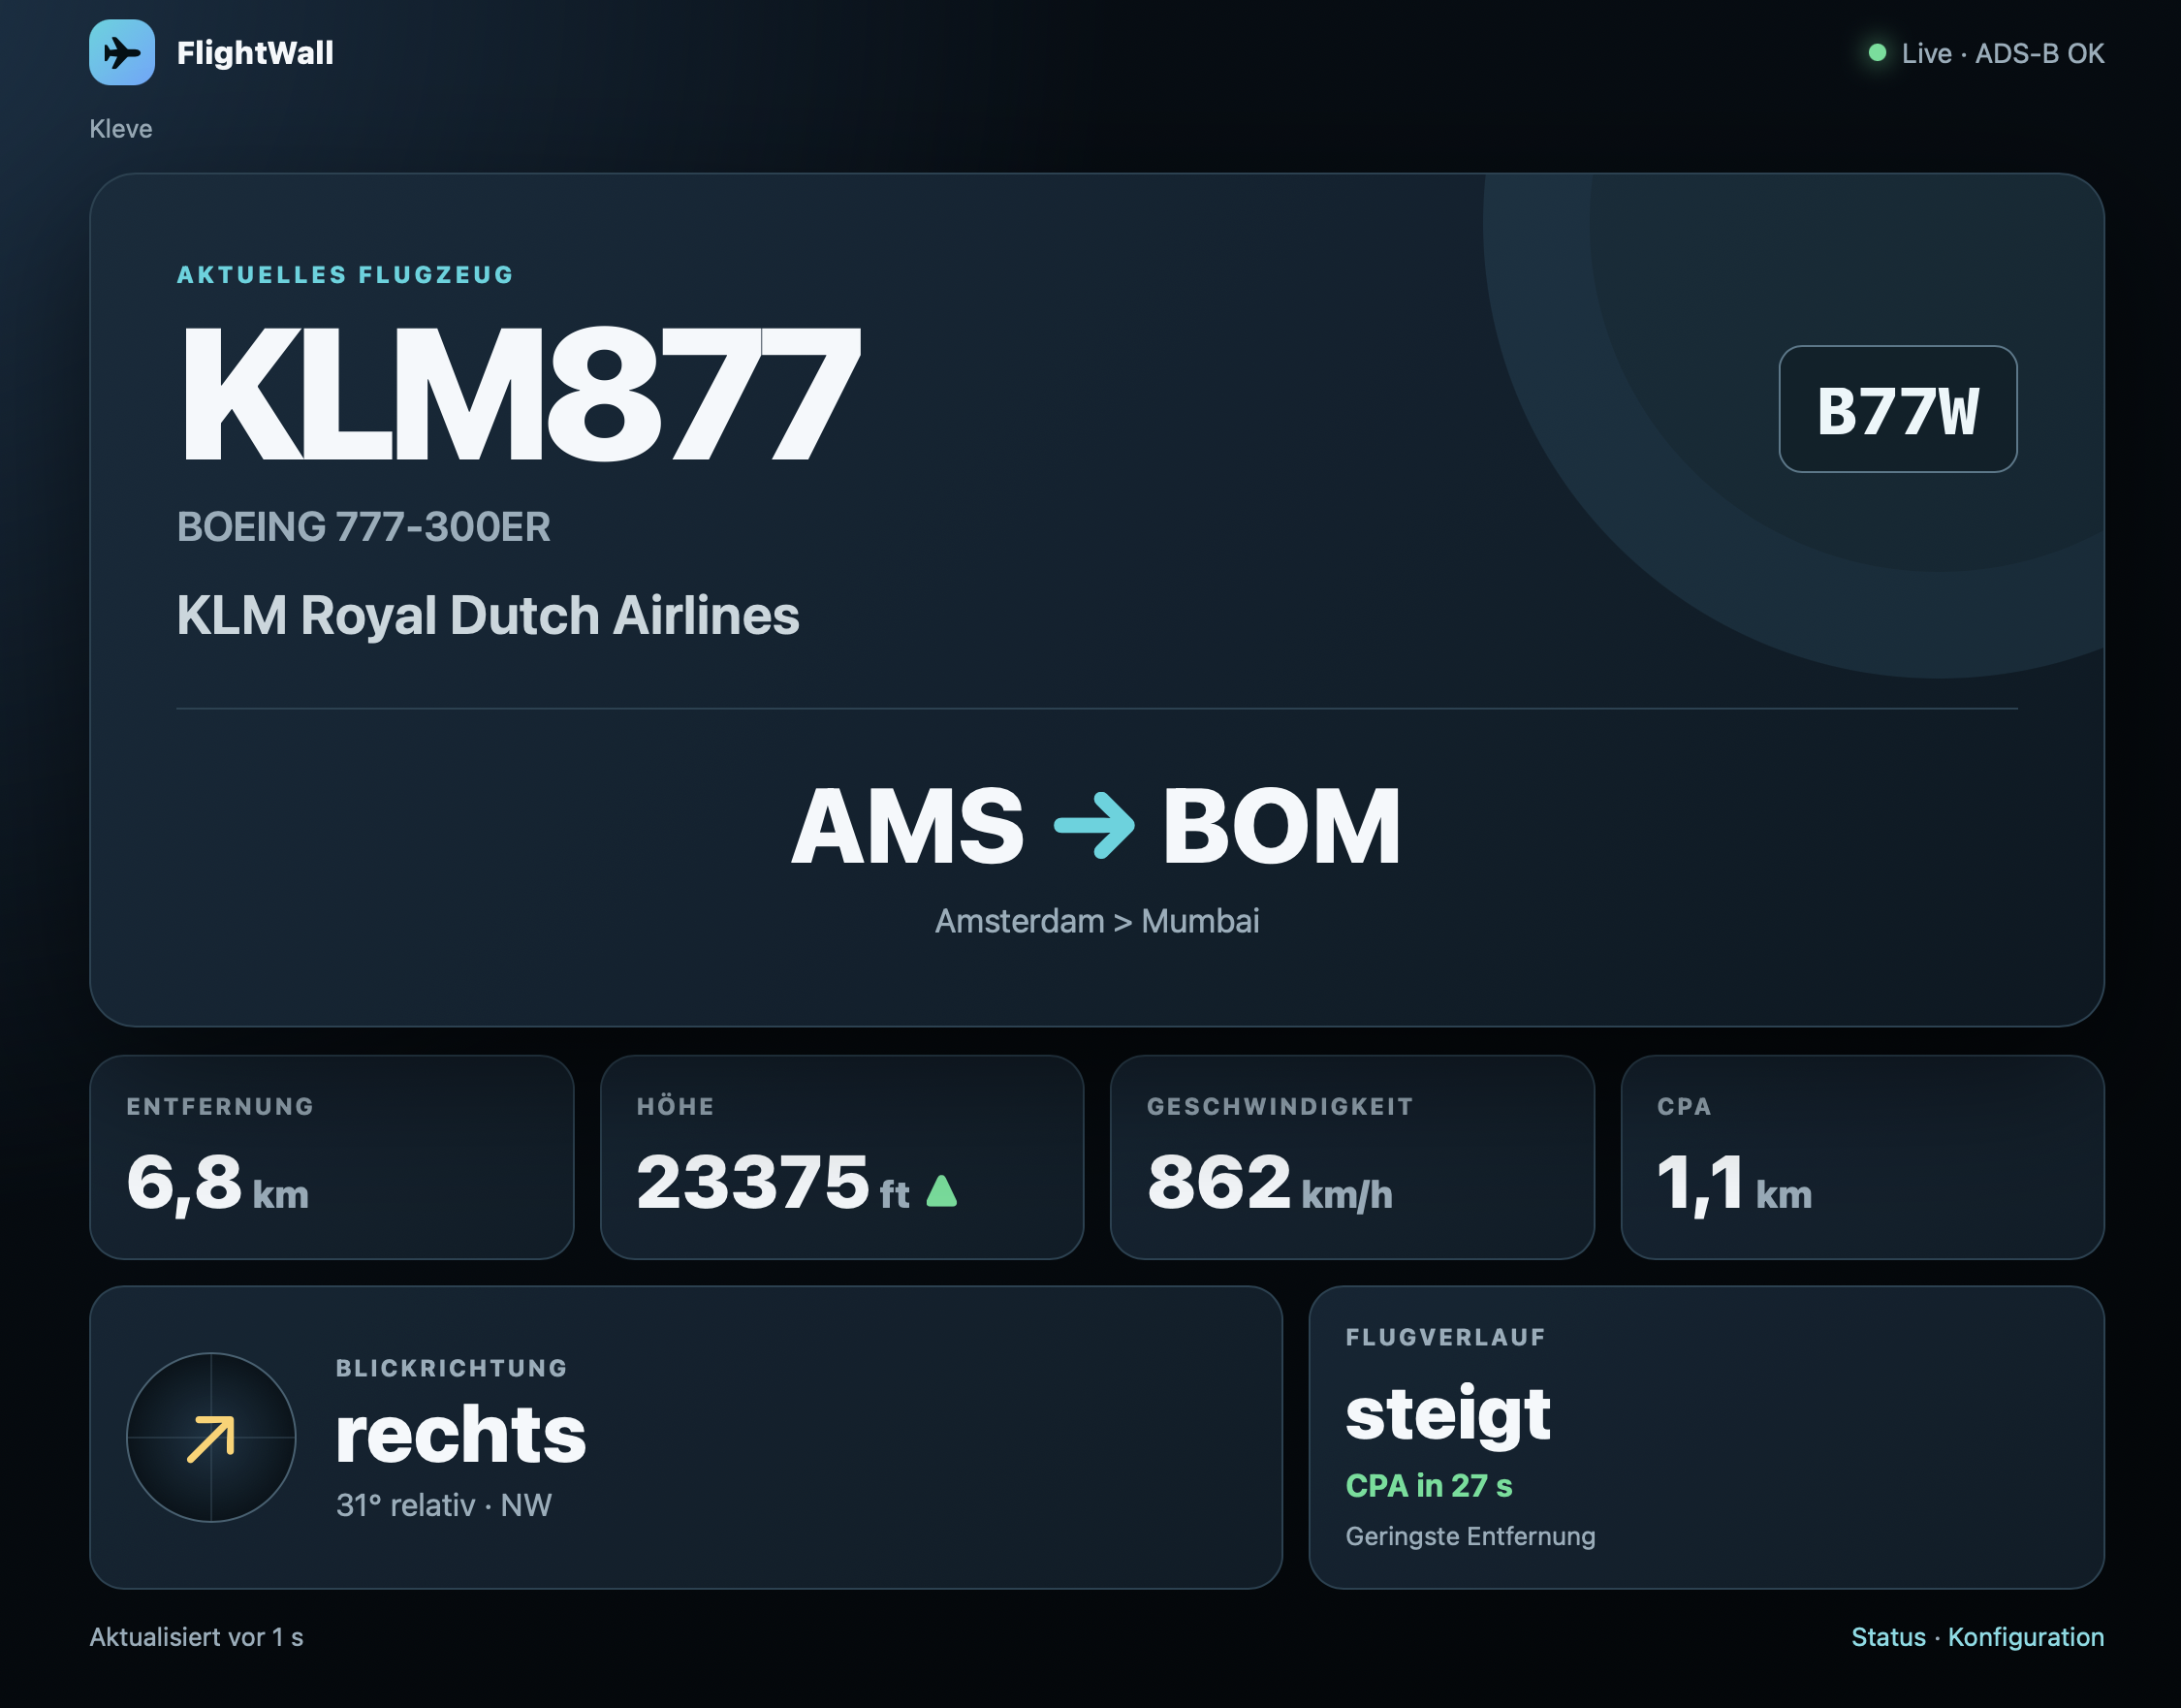 FlightWall
Live · ADS-B OK
Kleve
AKTUELLES FLUGZEUG
KLM877
B77W
BOEING 777-300ER
KLM Royal Dutch Airlines
AMS → BOM
Amsterdam > Mumbai
ENTFERNUNG
6,8 km
HÖHE
23375 ft ▲
GESCHWINDIGKEIT
862 km/h
CPA
1,1 km
BLICKRICHTUNG
rechts
31° relativ · NW
FLUGVERLAUF
steigt
CPA in 27 s
Geringste Entfernung
Aktualisiert vor 1 s
Status · Konfiguration